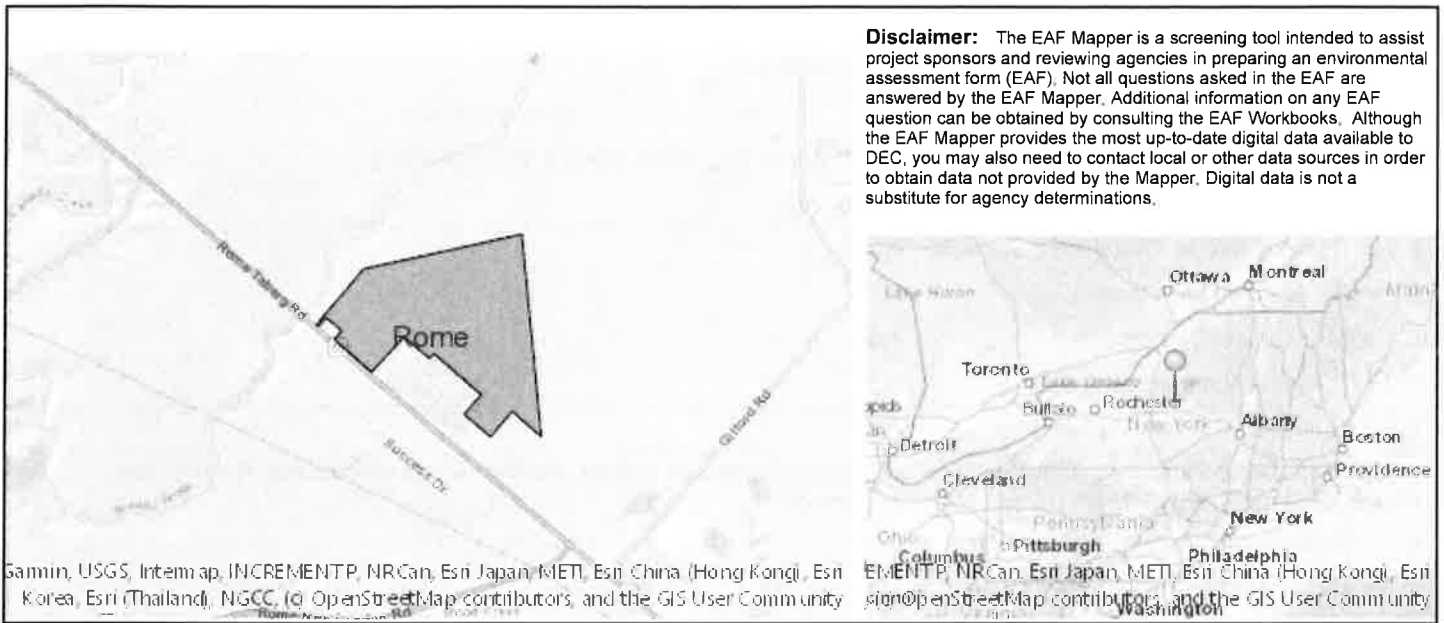 Disclaimer: The EAF Mapper is a screening tool intended to assist
project sponsors and reviewing agencies in preparing an environmental
assessment form (EAF). Not all questions asked in the EAF are
answered by the EAF Mapper. Additional information on any EAF
question can be obtained by consulting the EAF Workbooks. Although
the EAF Mapper provides the most up-to-date digital data available to
DEC, you may also need to contact local or other data sources in order
to obtain data not provided by the Mapper. Digital data is not a
substitute for agency determinations.
Rome Taberg Rd
Rome
Success Dr
Gifford Rd
Garmin, USGS, Intermap, INCREMENT P, NRCan, Esri Japan, METI, Esri China (Hong Kong), Esri
Korea, Esri (Thailand), NGCC, (c) OpenStreetMap contributors, and the GIS User Community
Ottawa
Montreal
Lake Huron
Toronto
Buffalo
Rochester
New York
Albany
Detroit
Boston
Providence
Cleveland
Pennsylvania
New York
Ohio
Columbus
Pittsburgh
Philadelphia
EMENT P, NRCan, Esri Japan, METI, Esri China (Hong Kong), Esri
OpenStreetMap contributors, and the GIS User Community
Washington